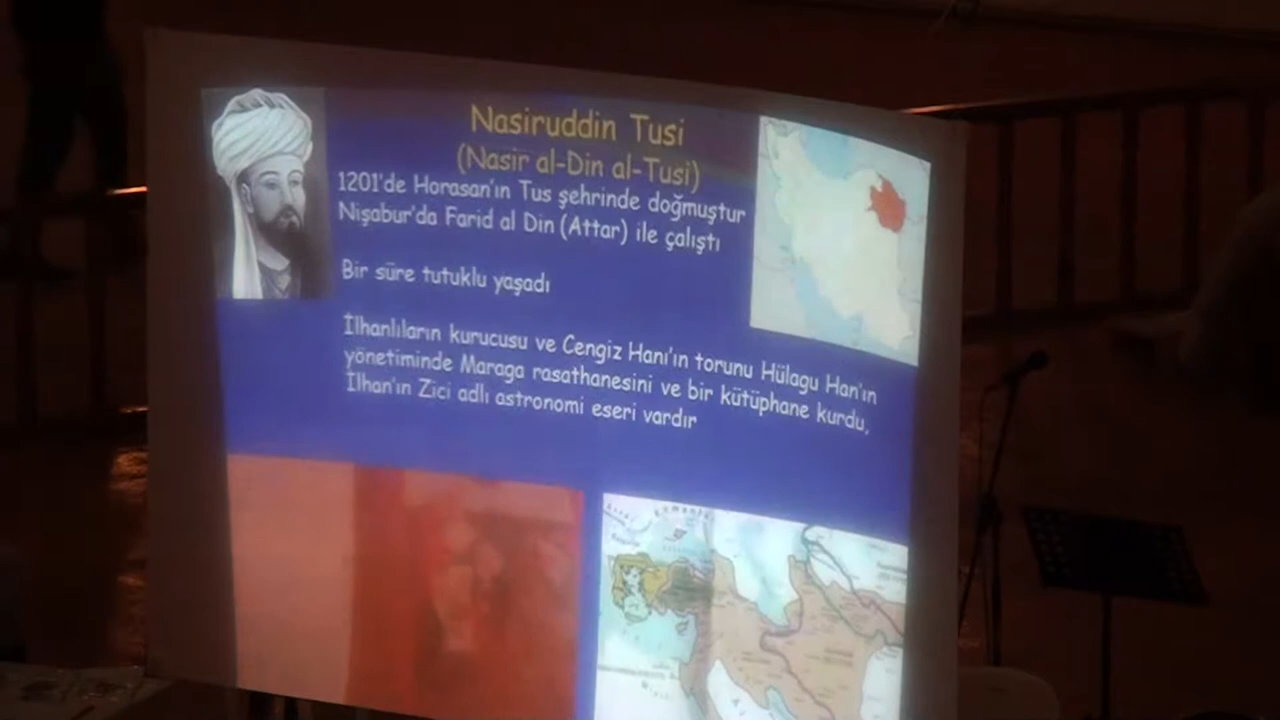 Nasiruddin Tusi
(Nasir al-Din al-Tusi)
1201'de Horasan'ın Tus şehrinde doğmuştur
Nişabur'da Farid al Din (Attar) ile çalıştı
Bir süre tutuklu yaşadı
İlhanlıların kurucusu ve Cengiz Hanı'ın torunu Hülagu Han'ın
yönetiminde Maraga rasathanesini ve bir kütüphane kurdu,
İlhan'ın Zici adlı astronomi eseri vardır